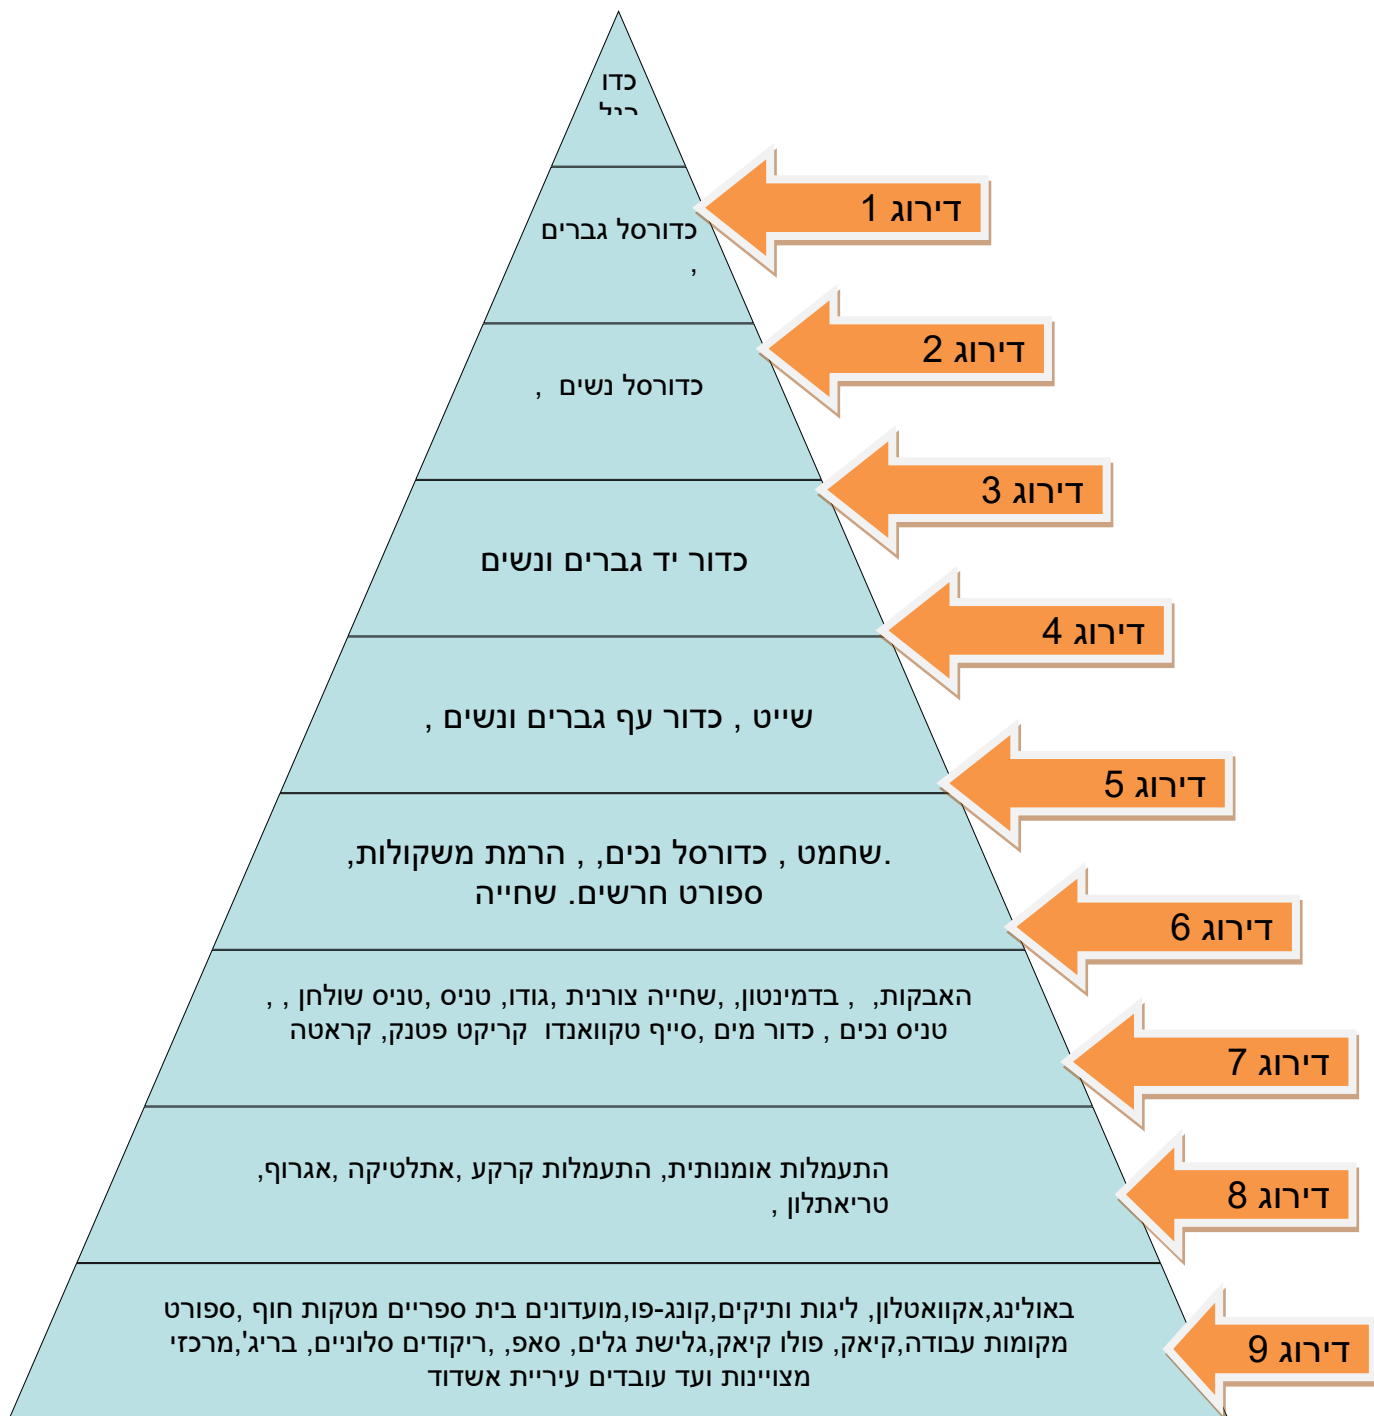 כדו
רגל
דירוג 1
כדורסל גברים
,
דירוג 2
כדורסל נשים ,
דירוג 3
כדור יד גברים ונשים
דירוג 4
שייט , כדור עף גברים ונשים ,
דירוג 5
.שחמט , כדורסל נכים, , הרמת משקולות,
ספורט חרשים. שחייה
דירוג 6
האבקות, , בדמינטון, ,שחייה צורנית ,גודו, טניס ,טניס שולחן , ,
טניס נכים , כדור מים ,סייף טקוואנדו קריקט פטנק, קראטה
דירוג 7
התעמלות אומנותית, התעמלות קרקע ,אתלטיקה ,אגרוף,
טריאתלון ,
דירוג 8
באולינג,אקוואטלון, ליגות ותיקים,קונג-פו,מועדונים בית ספריים מטקות חוף ,ספורט
מקומות עבודה,קיאק, פולו קיאק,גלישת גלים, סאפ, ,ריקודים סלוניים, בריג',מרכזי
מצויינות ועד עובדים עיריית אשדוד
דירוג 9